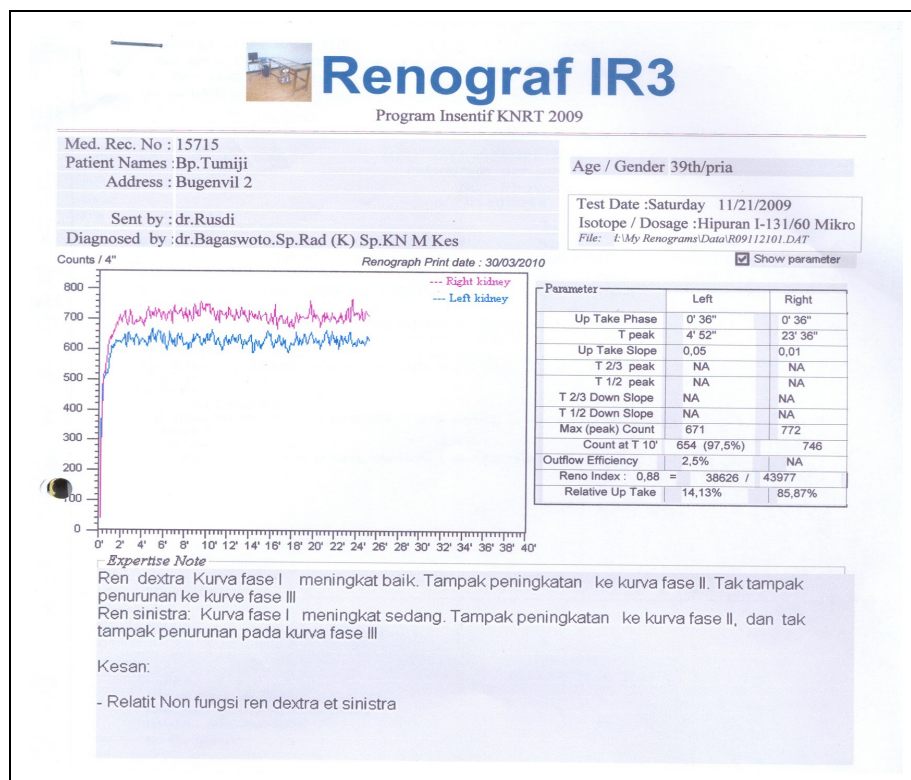 Renograf IR3
Program Insentif KNRT 2009
Med. Rec. No : 15715
Patient Names :Bp.Tumiji
Address : Bugenvil 2
Sent by : dr.Rusdi
Diagnosed by :dr.Bagaswoto.Sp.Rad (K) Sp.KN M Kes
Age / Gender 39th/pria
Test Date :Saturday 11/21/2009
Isotope / Dosage :Hipuran I-131/60 Mikro
File: I:\My Renograms\Data\R09112101.DAT
Counts / 4"
Renograph Print date : 30/03/2010
Show parameter
--- Right kidney
--- Left kidney
800
700
600
500
400
300
200
100
0
0' 2' 4' 6' 8' 10' 12' 14' 16' 18' 20' 22' 24' 26' 28' 30' 32' 34' 36' 38' 40'
Parameter
Left Right
Up Take Phase 0' 36" 0' 36"
T peak 4' 52" 23' 36"
Up Take Slope 0,05 0,01
T 2/3 peak NA NA
T 1/2 peak NA NA
T 2/3 Down Slope NA NA
T 1/2 Down Slope NA NA
Max (peak) Count 671 772
Count at T 10' 654 (97,5%) 746
Outflow Efficiency 2,5% NA
Reno Index : 0,88 = 38626 / 43977
Relative Up Take 14,13% 85,87%
Expertise Note
Ren dextra Kurva fase I meningkat baik. Tampak peningkatan ke kurva fase II. Tak tampak
penurunan ke kurve fase III
Ren sinistra: Kurva fase I meningkat sedang. Tampak peningkatan ke kurva fase II, dan tak
tampak penurunan pada kurva fase III
Kesan:
- Relatit Non fungsi ren dextra et sinistra